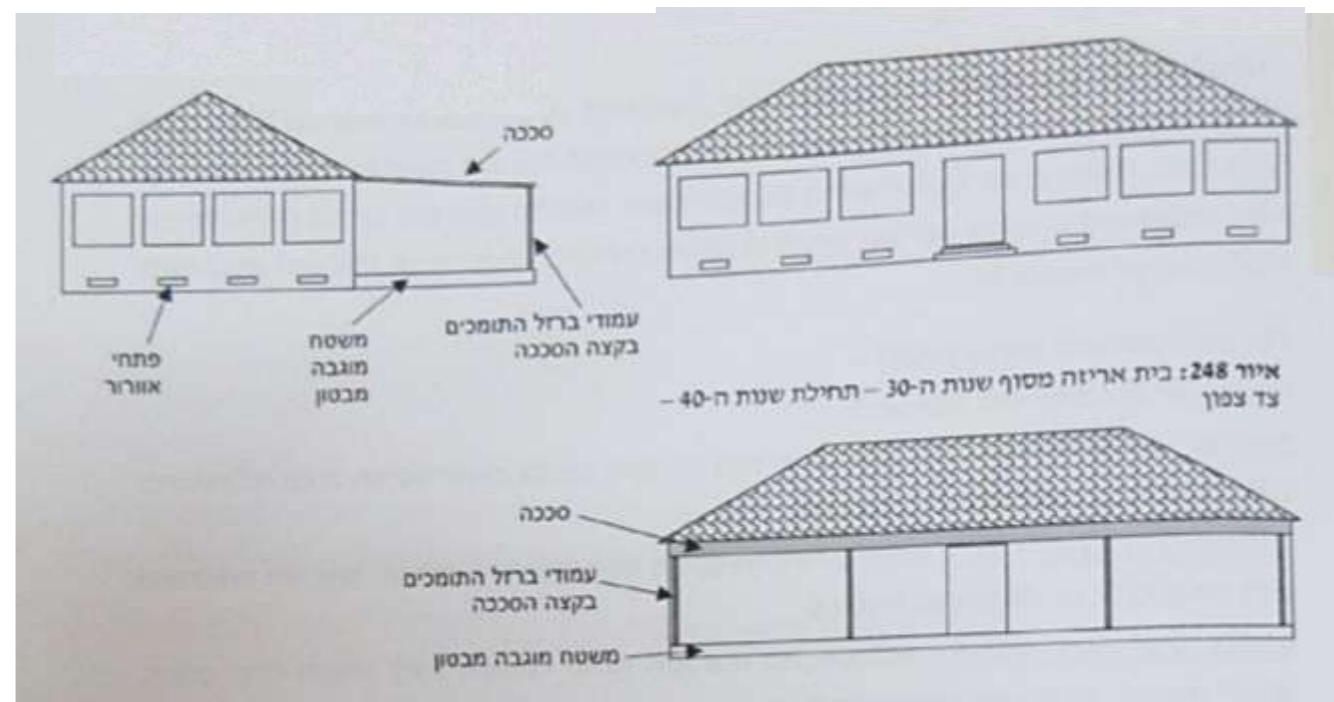 סככה
פתחי
אוורור
משטח
מוגבה
מבטון
עמודי ברזל התומכים
בקצה הסככה
איור 248: בית אריזה מסוף שנות ה-30 – תחילת שנות ה-40 –
צד צפון
סככה
עמודי ברזל התומכים
בקצה הסככה
משטח מוגבה מבטון